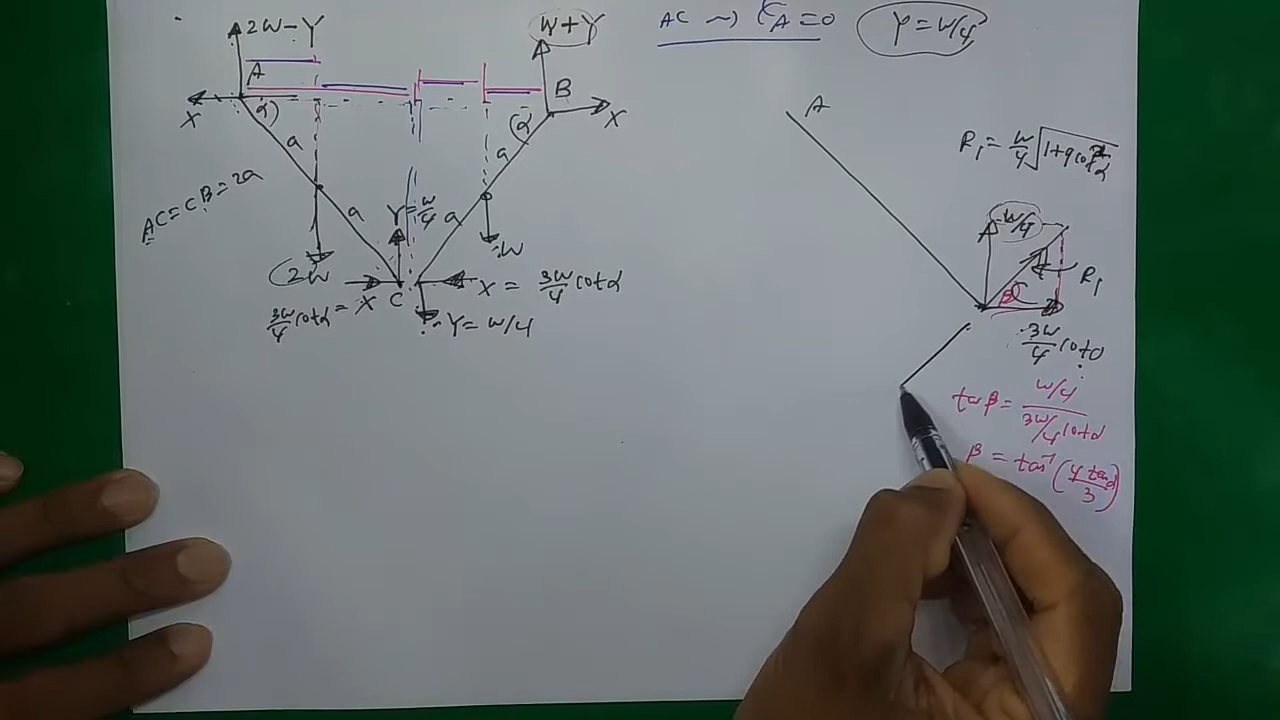 2W - Y
W + Y
AC ~) (A = 0
Y = W/4
A
B
A
X
α)
(α
X
R₁ = W/4 √1+9cot²α
a
a
AC = CB = 2a
a
Y = W/4
a
W
W/4
2W
R₁
3W/4 cotα = X
C
X = 3W/4 cotα
β
C
Y = W/4
3W/4 cotα
tan β = W/4 / 3W/4 cotα
β = tan⁻¹ (4 tanα / 3)